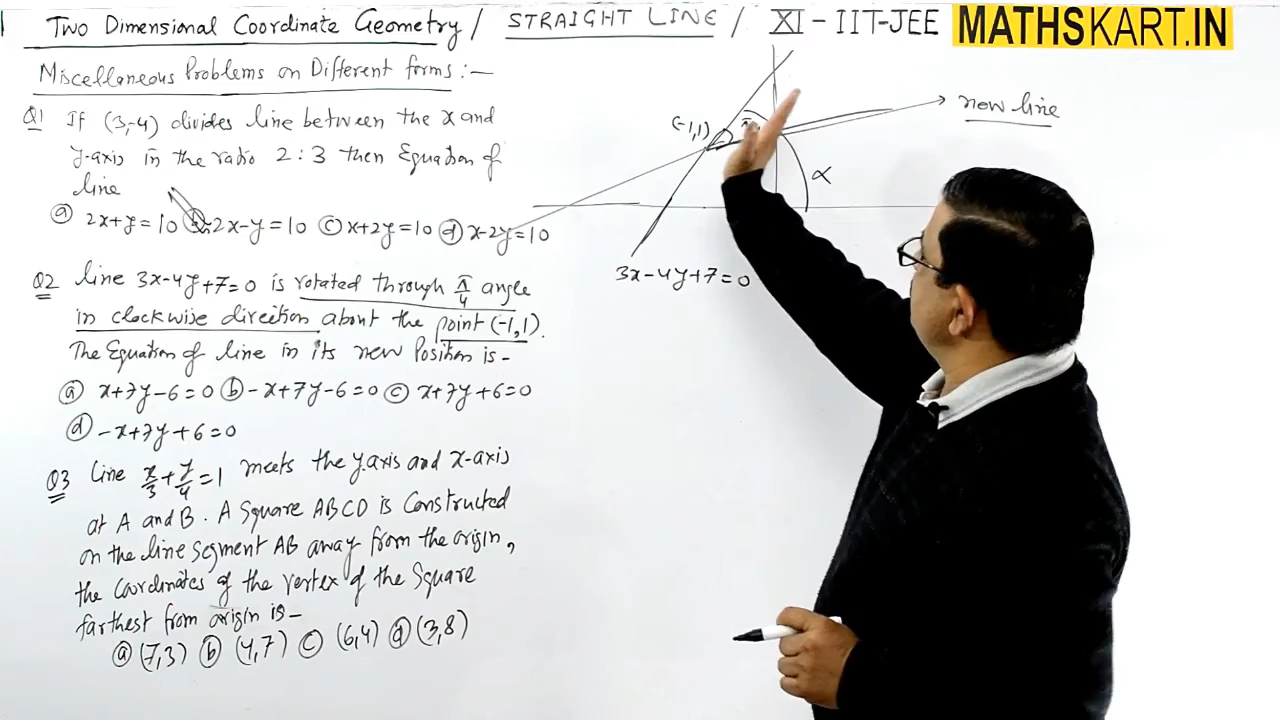 Two Dimensional Coordinate Geometry / STRAIGHT LINE / XI - IIT-JEE MATHSKART.IN
Miscellaneous Problems on Different forms :-
Q1 If (3,-4) divides line between the x and
y-axis in the ratio 2:3 then Equation of
line
(a) 2x+y=10 (b) 2x-y=10 (c) x+2y=10 (d) x-2y=10
Q2 line 3x-4y+7=0 is rotated through π/4 angle
in clockwise direction about the point (-1,1).
The Equation of line in its new Position is -
(a) x+7y-6=0 (b) -x+7y-6=0 (c) x+7y+6=0
(d) -x+7y+6=0
Q3 Line x/3+y/4=1 meets the y.axis and x-axis
at A and B. A Square ABCD is Constructed
on the line segment AB away from the origin,
the coordinates of the vertex of the Square
farthest from origin is -
(a) (7,3) (b) (4,7) (c) (6,4) (d) (3,8)
(-1,1)
new line
α
3x-4y+7=0